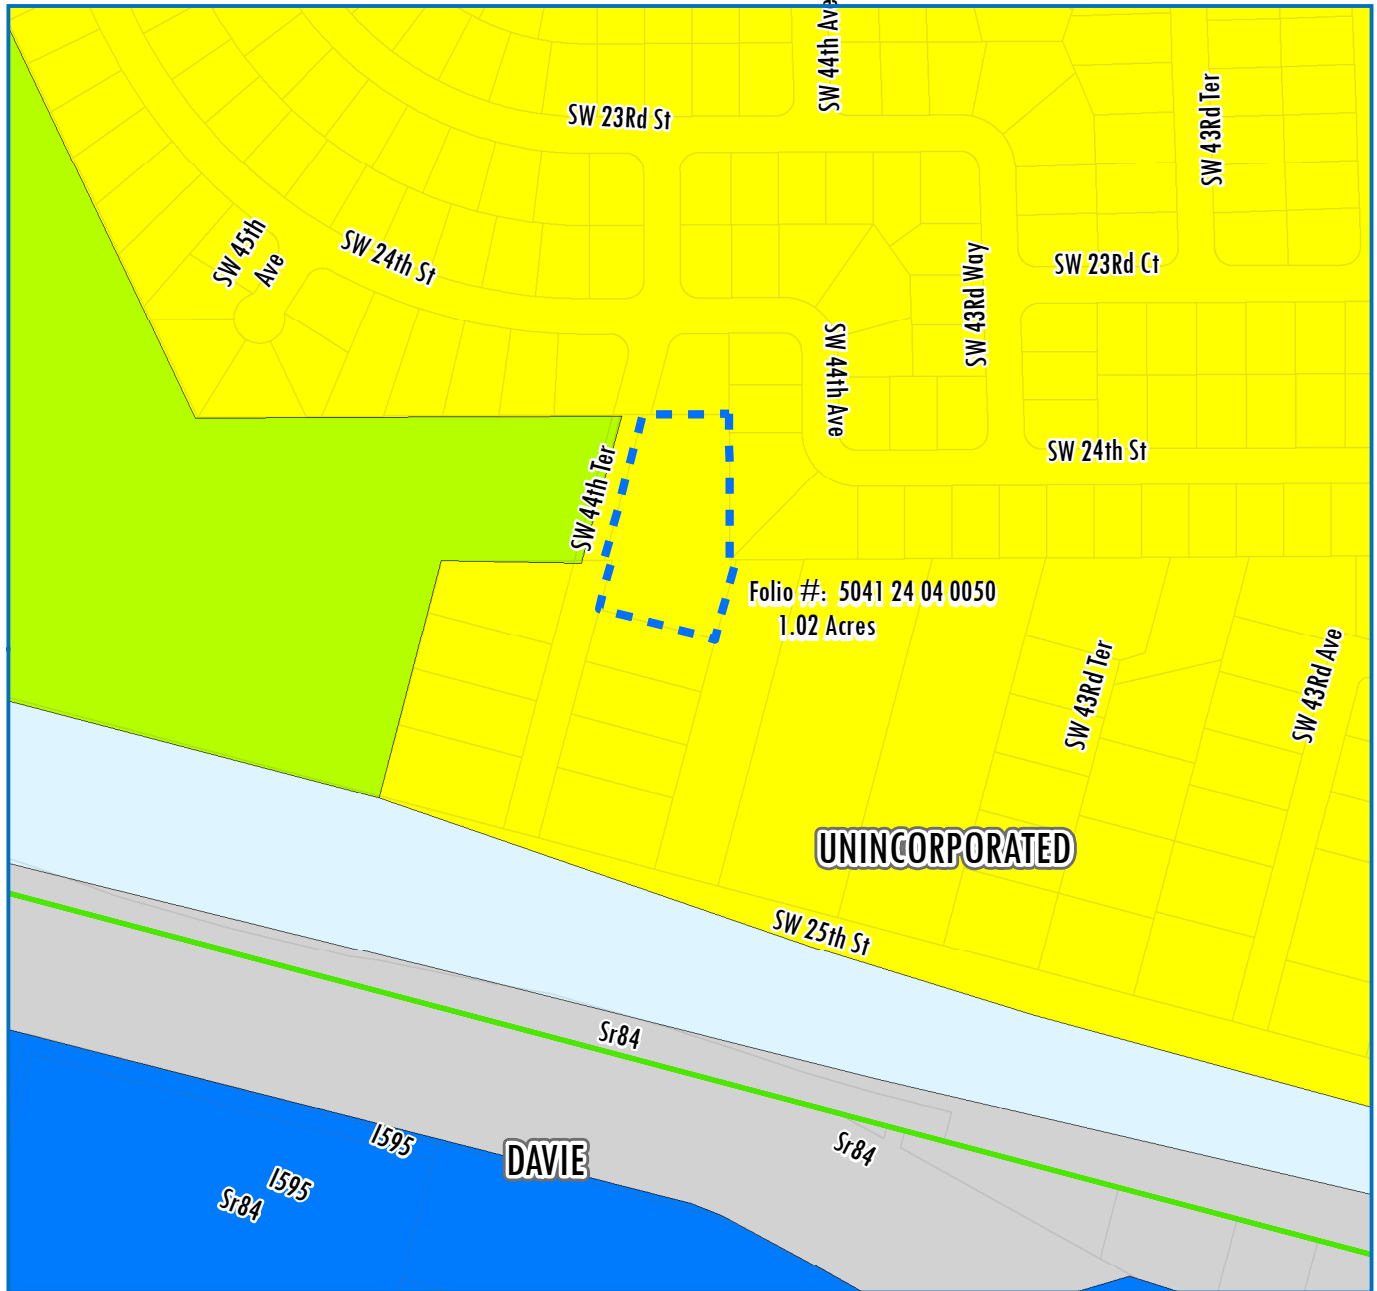 SW 44th Ave
SW 23Rd St
SW 43Rd Ter
SW 45th
Ave
SW 24th St
SW 43Rd Way
SW 23Rd Ct
SW 44th Ave
SW 44th Ter
SW 24th St
Folio #: 5041 24 04 0050
1.02 Acres
SW 43Rd Ter
SW 43Rd Ave
UNINCORPORATED
SW 25th St
Sr84
I595
DAVIE
Sr84
I595
Sr84